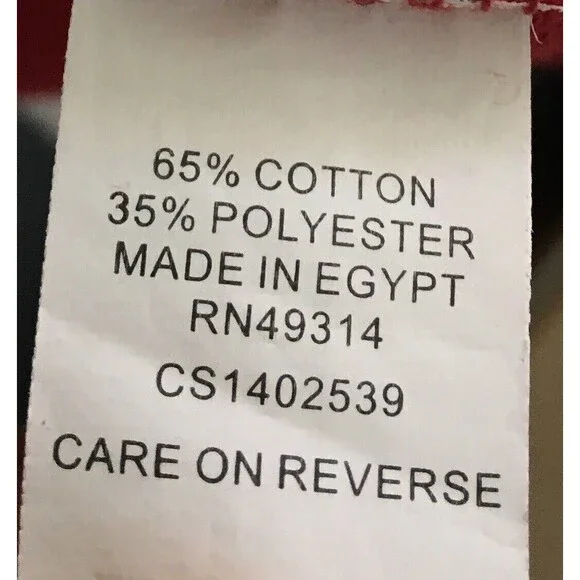 65% COTTON
35% POLYESTER
MADE IN EGYPT
RN49314
CS1402539
CARE ON REVERSE